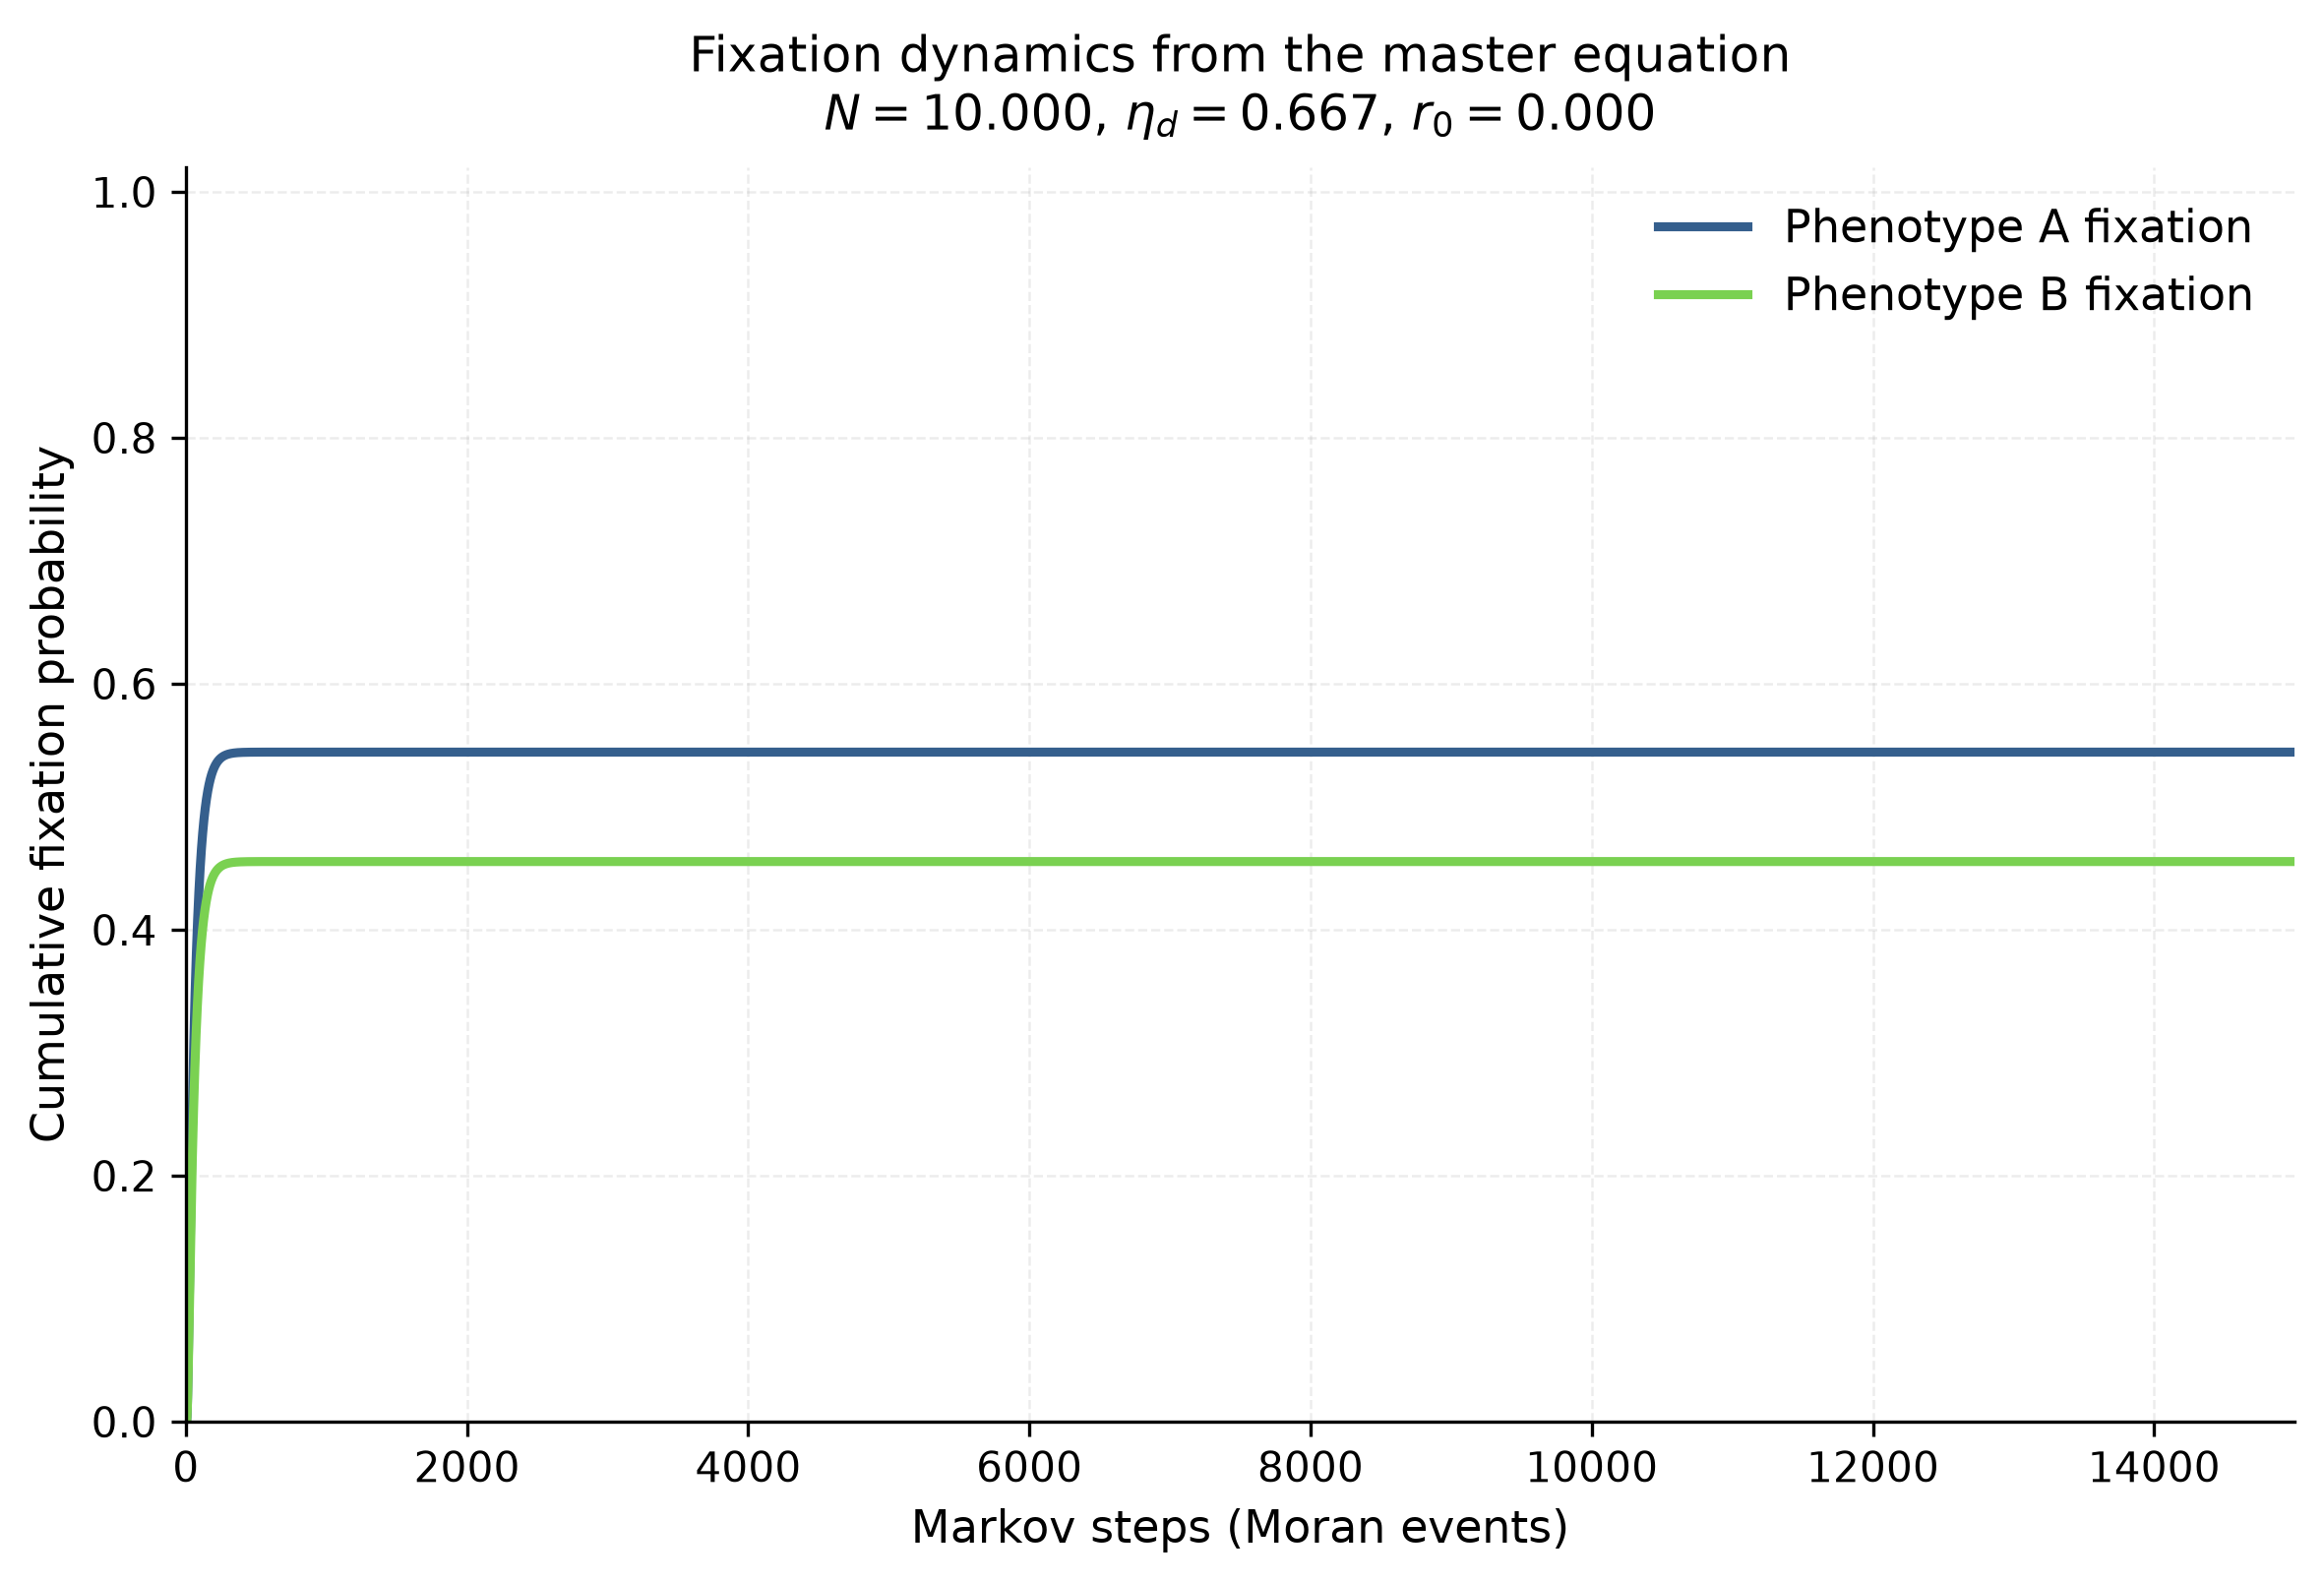 Fixation dynamics from the master equation
N = 10.000, η_d = 0.667, r_0 = 0.000
Phenotype A fixation
Phenotype B fixation
Cumulative fixation probability
1.0
0.8
0.6
0.4
0.2
0.0
0 2000 4000 6000 8000 10000 12000 14000
Markov steps (Moran events)